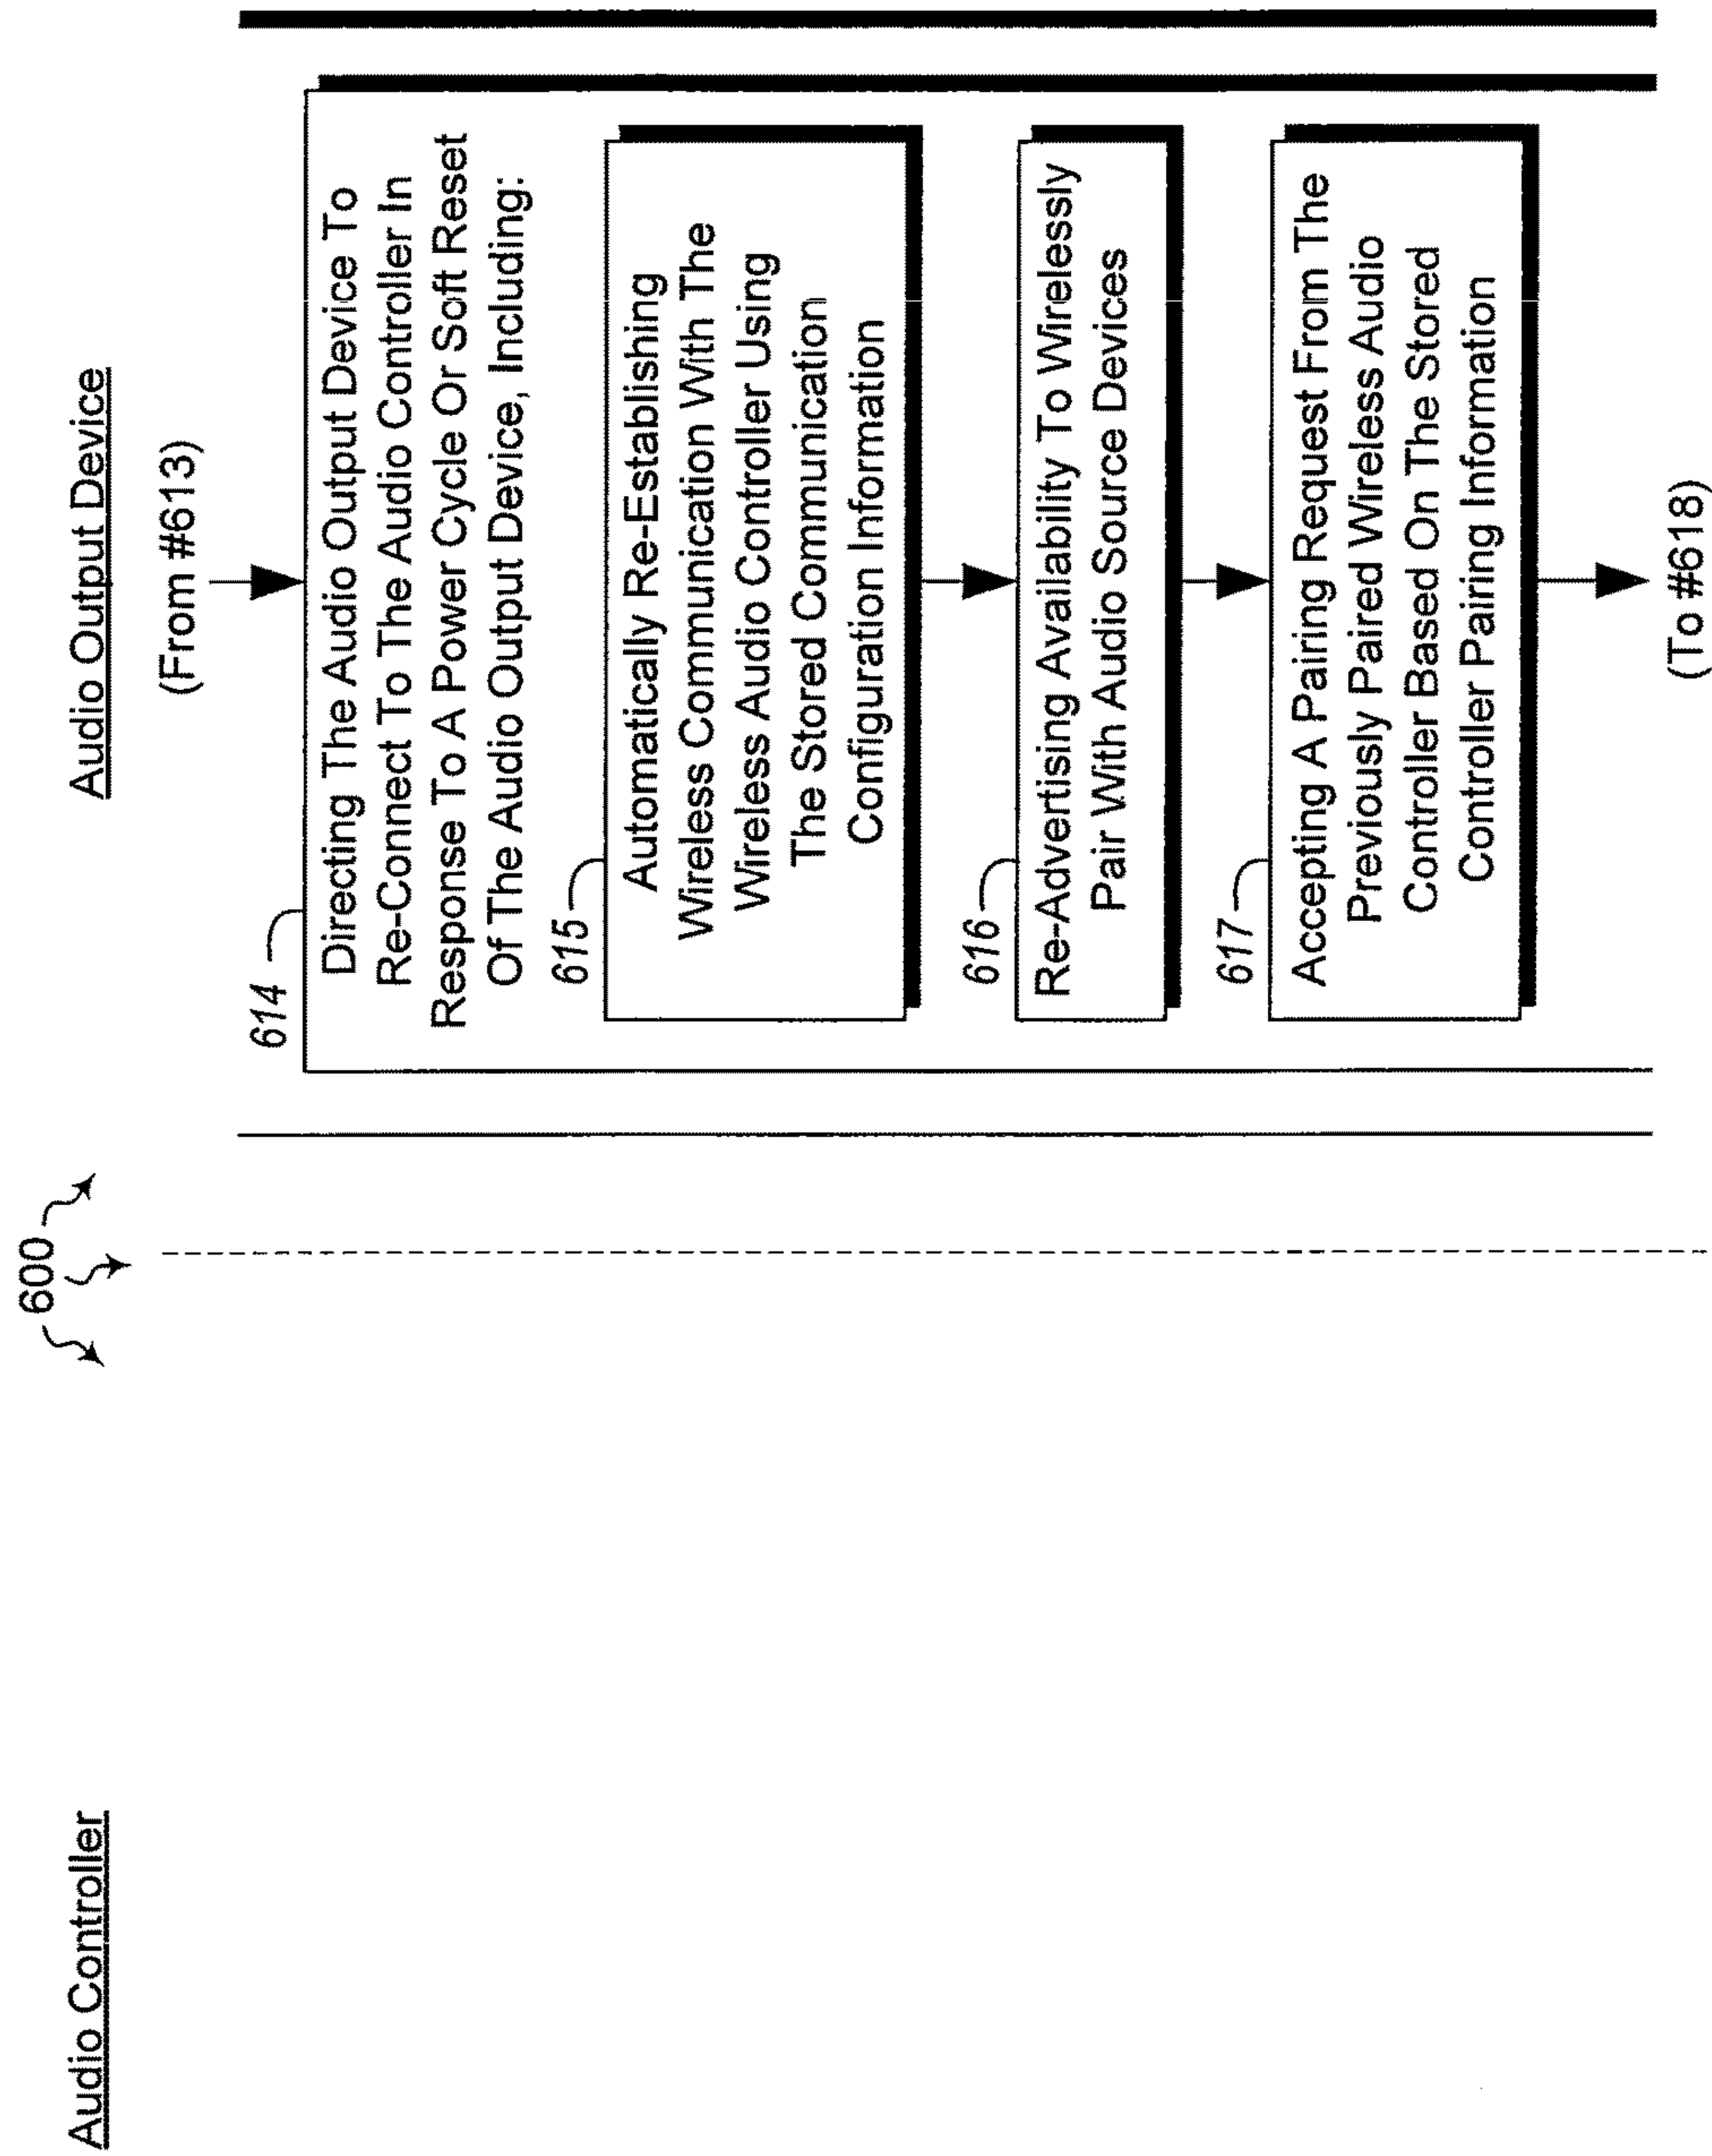 600
Audio Controller
Audio Output Device
(From #613)
614
Directing The Audio Output Device To
Re-Connect To The Audio Controller In
Response To A Power Cycle Or Soft Reset
Of The Audio Output Device, Including:
615
Automatically Re-Establishing
Wireless Communication With The
Wireless Audio Controller Using
The Stored Communication
Configuration Information
616
Re-Advertising Availability To Wirelessly
Pair With Audio Source Devices
617
Accepting A Pairing Request From The
Previously Paired Wireless Audio
Controller Based On The Stored
Controller Pairing Information
(To #618)